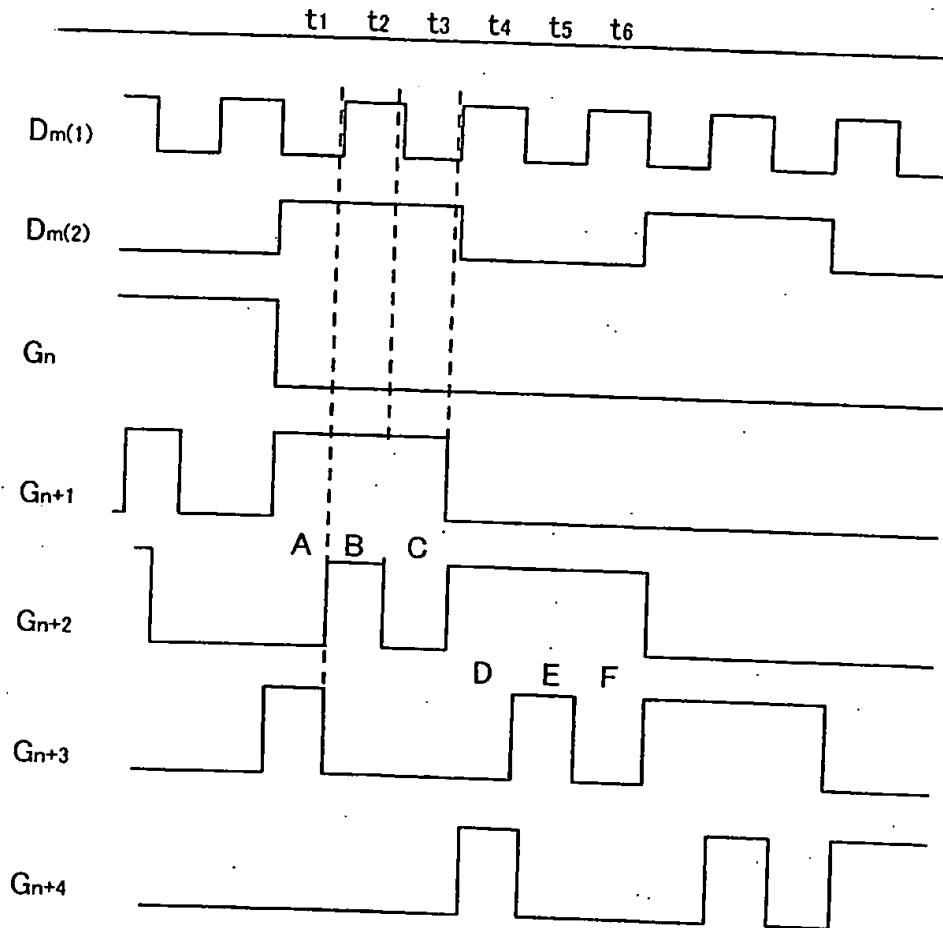 t1 t2 t3 t4 t5 t6
Dm(1)
Dm(2)
Gn
Gn+1
A B C
Gn+2
D E F
Gn+3
Gn+4